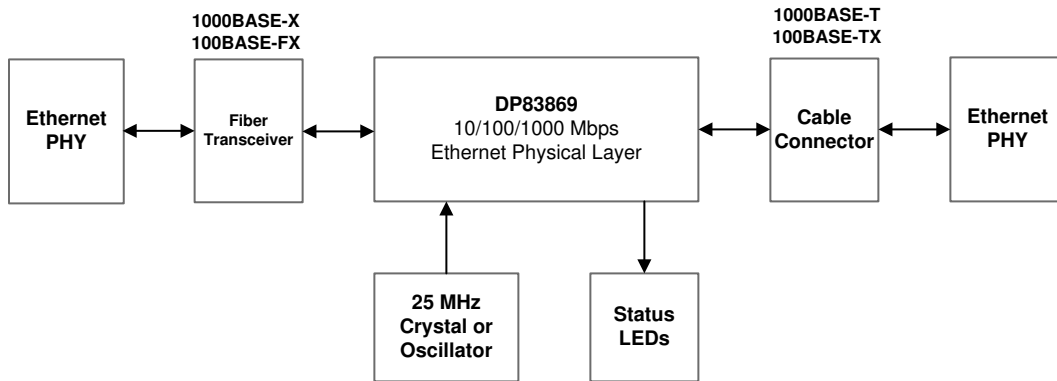 1000BASE-X
100BASE-FX
1000BASE-T
100BASE-TX
Ethernet
PHY
Fiber
Transceiver
DP83869
10/100/1000 Mbps
Ethernet Physical Layer
Cable
Connector
Ethernet
PHY
25 MHz
Crystal or
Oscillator
Status
LEDs